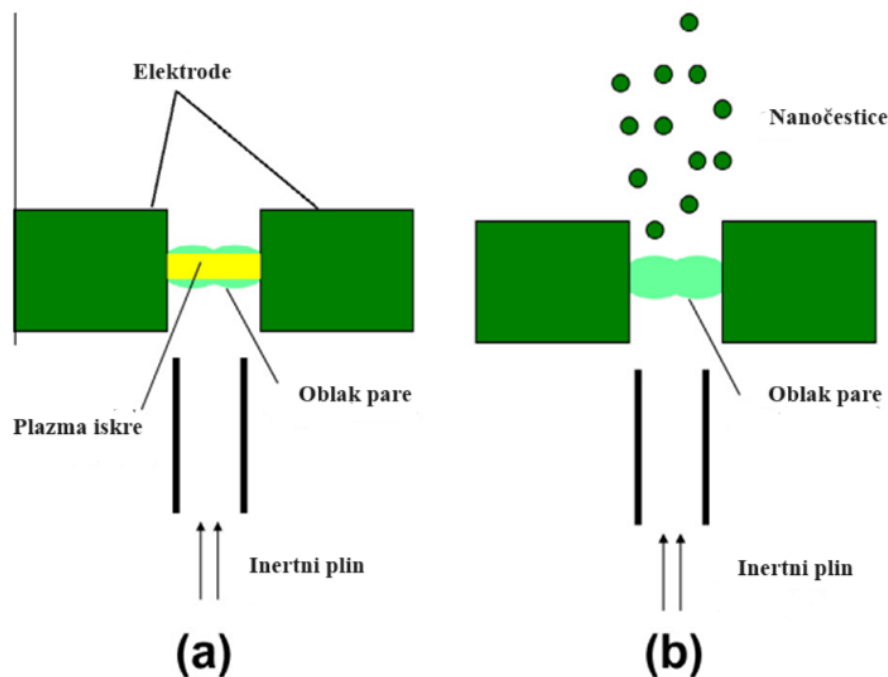 Elektrode
Oblak pare
Plazma iskre
Inertni plin
(a)
Nanočestice
Oblak pare
Inertni plin
(b)